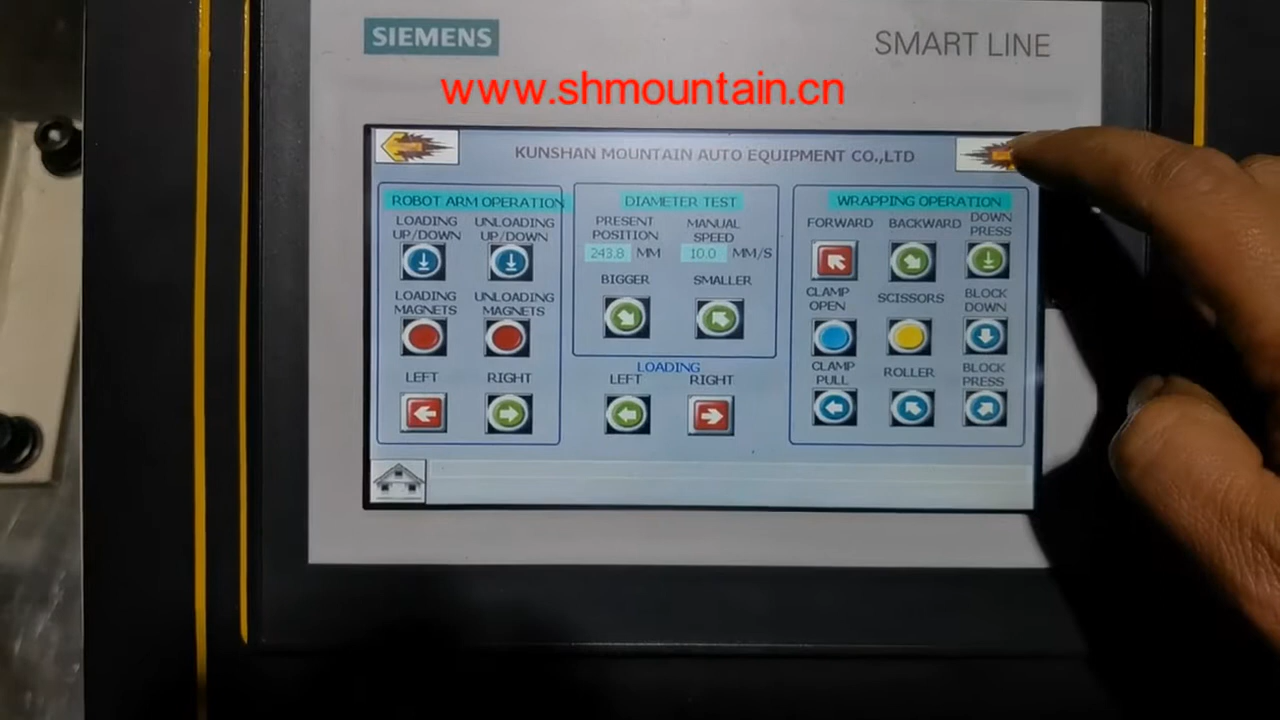 SIEMENS
SMART LINE
www.shmountain.cn
KUNSHAN MOUNTAIN AUTO EQUIPMENT CO.,LTD
ROBOT ARM OPERATION
LOADING
UP/DOWN
UNLOADING
UP/DOWN
LOADING
MAGNETS
UNLOADING
MAGNETS
LEFT
RIGHT
DIAMETER TEST
PRESENT
POSITION
243.8 MM
MANUAL
SPEED
10.0 MM/S
BIGGER
SMALLER
LOADING
LEFT
RIGHT
WRAPPING OPERATION
FORWARD
BACKWARD
DOWN
PRESS
CLAMP
OPEN
SCISSORS
BLOCK
DOWN
CLAMP
PULL
ROLLER
BLOCK
PRESS